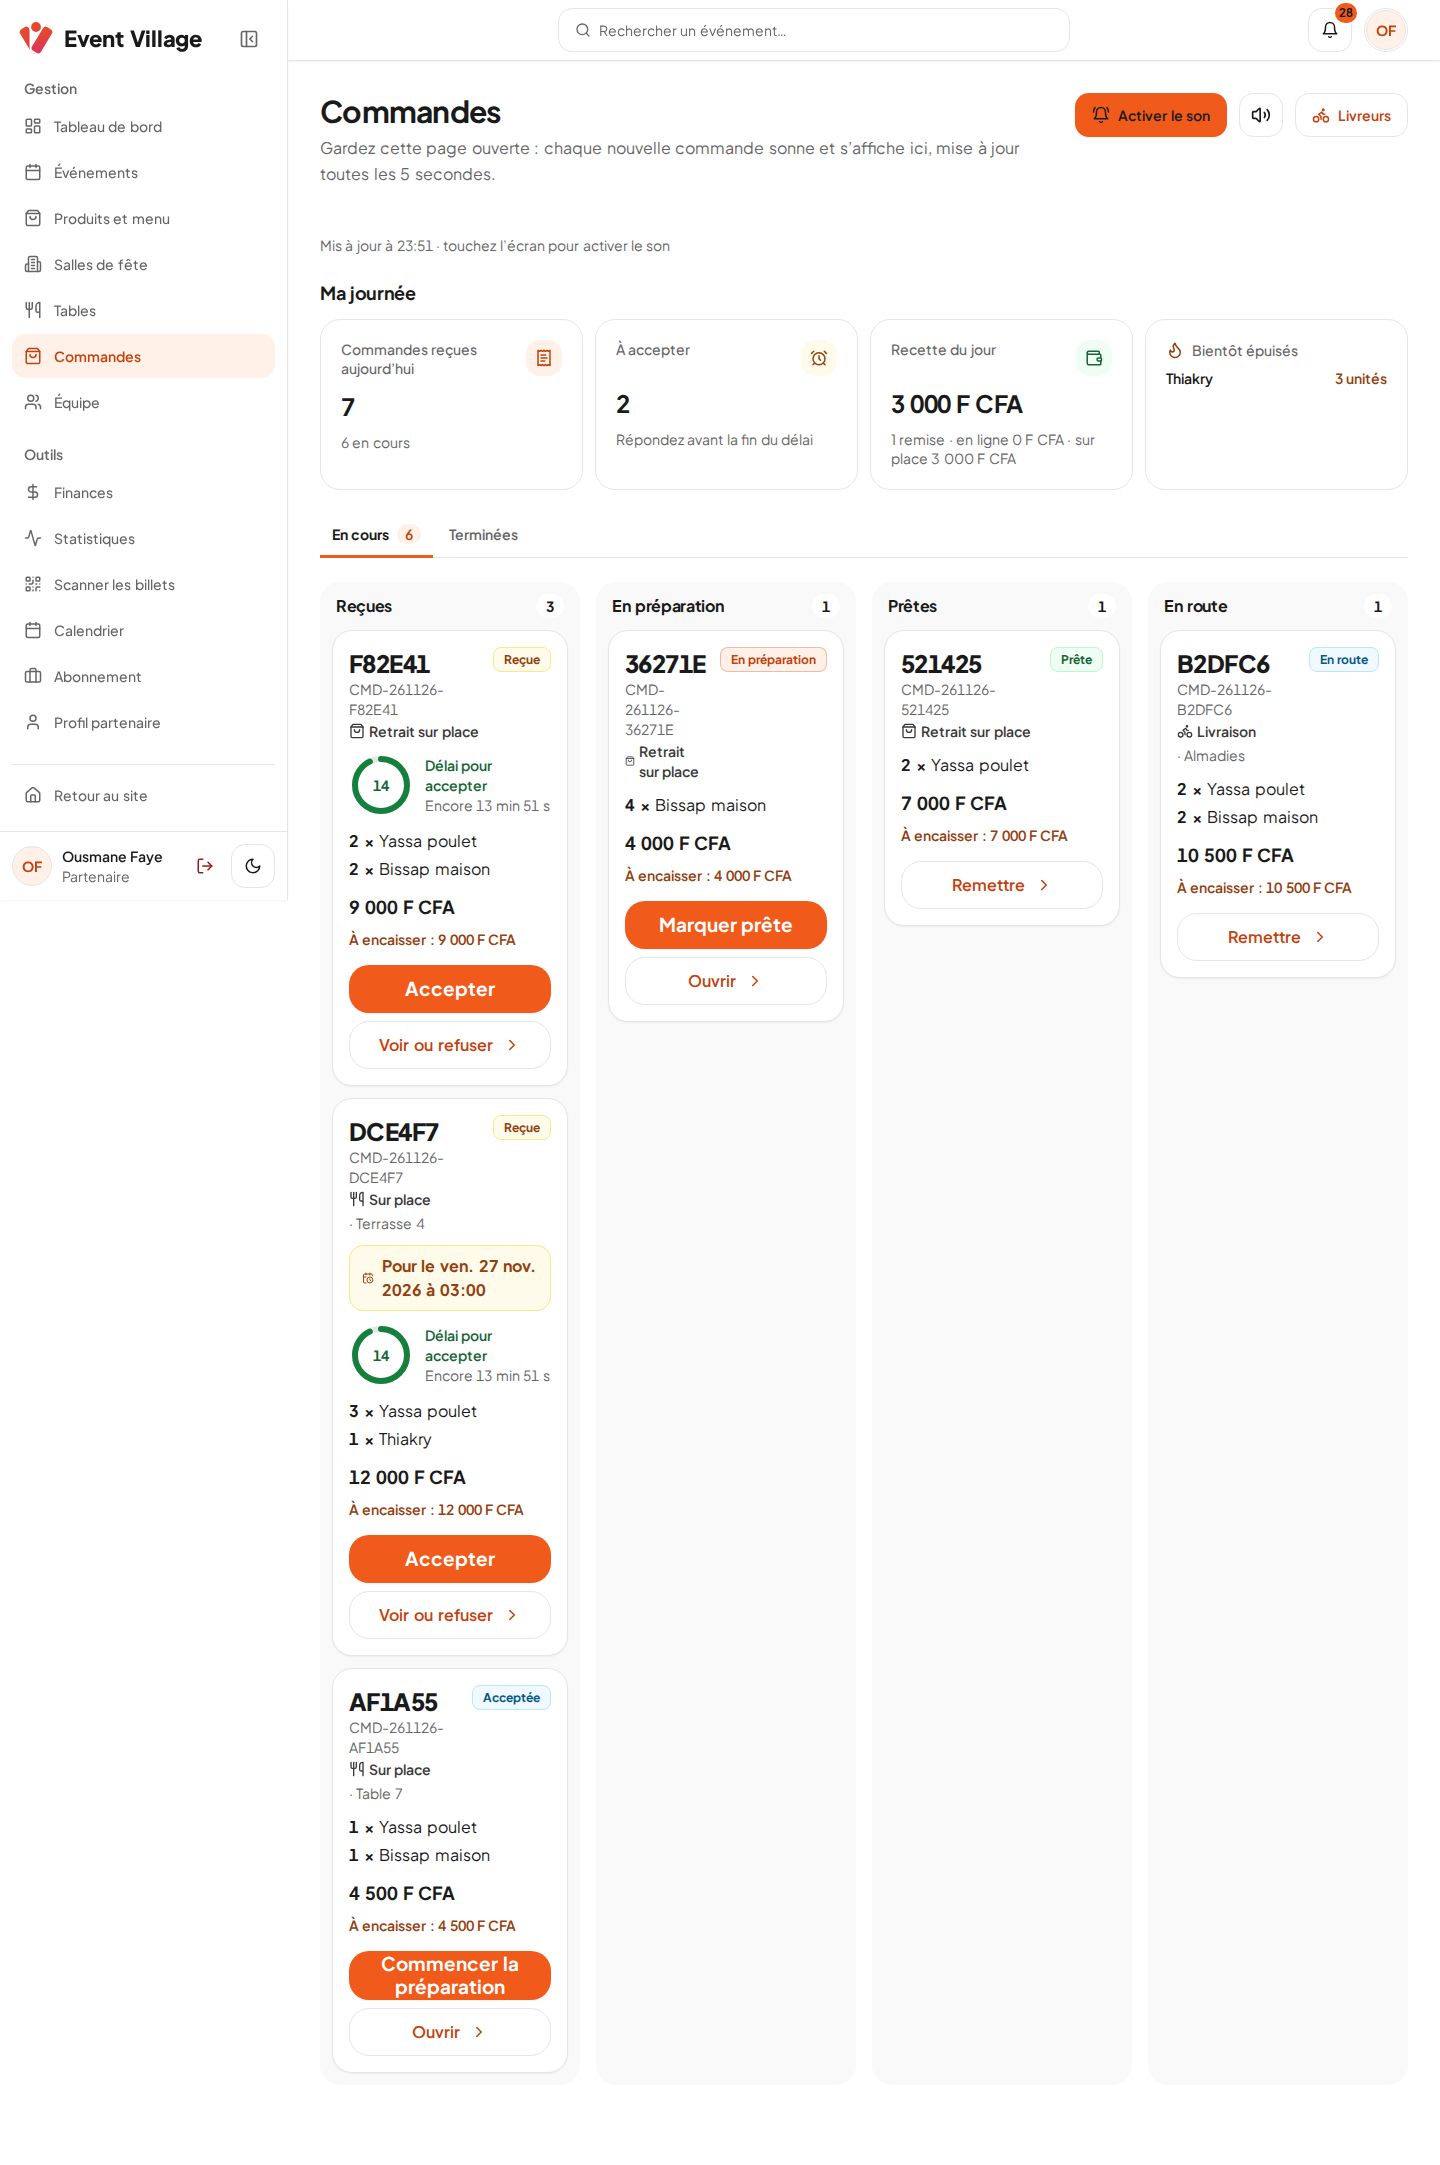 Event Village
Gestion
Tableau de bord
Événements
Produits et menu
Salles de fête
Tables
Commandes
Équipe
Outils
Finances
Statistiques
Scanner les billets
Calendrier
Abonnement
Profil partenaire
Retour au site
OF
Ousmane Faye
Partenaire
Rechercher un événement…
28
OF
Commandes
Gardez cette page ouverte : chaque nouvelle commande sonne et s’affiche ici, mise à jour
toutes les 5 secondes.
Activer le son
Livreurs
Mis à jour à 23:51 · touchez l’écran pour activer le son
Ma journée
Commandes reçues
aujourd’hui
7
6 en cours
À accepter
2
Répondez avant la fin du délai
Recette du jour
3 000 F CFA
1 remise · en ligne 0 F CFA · sur
place 3 000 F CFA
Bientôt épuisés
Thiakry
3 unités
En cours 6
Terminées
Reçues 3
F82E41
Reçue
CMD-261126-
F82E41
Retrait sur place
14
Délai pour
accepter
Encore 13 min 51 s
2 × Yassa poulet
2 × Bissap maison
9 000 F CFA
À encaisser : 9 000 F CFA
Accepter
Voir ou refuser
DCE4F7
Reçue
CMD-261126-
DCE4F7
Sur place
· Terrasse 4
Pour le ven. 27 nov.
2026 à 03:00
14
Délai pour
accepter
Encore 13 min 51 s
3 × Yassa poulet
1 × Thiakry
12 000 F CFA
À encaisser : 12 000 F CFA
Accepter
Voir ou refuser
AF1A55
Acceptée
CMD-261126-
AF1A55
Sur place
· Table 7
1 × Yassa poulet
1 × Bissap maison
4 500 F CFA
À encaisser : 4 500 F CFA
Commencer la
préparation
Ouvrir
En préparation 1
36271E
En préparation
CMD-
261126-
36271E
Retrait
sur place
4 × Bissap maison
4 000 F CFA
À encaisser : 4 000 F CFA
Marquer prête
Ouvrir
Prêtes 1
521425
Prête
CMD-261126-
521425
Retrait sur place
2 × Yassa poulet
7 000 F CFA
À encaisser : 7 000 F CFA
Remettre
En route 1
B2DFC6
En route
CMD-261126-
B2DFC6
Livraison
· Almadies
2 × Yassa poulet
2 × Bissap maison
10 500 F CFA
À encaisser : 10 500 F CFA
Remettre